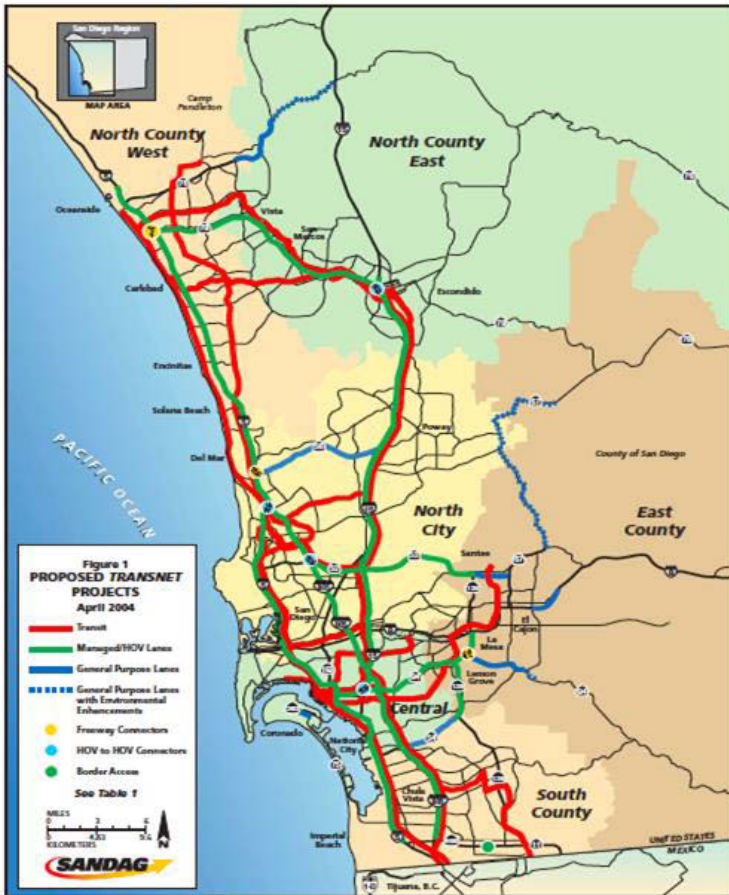 San Diego Region
MAP AREA
Camp
Pendleton
North County
West
North County
East
Oceanside
Vista
San
Marcos
Carlsbad
Escondido
Encinitas
Solana Beach
Del Mar
Poway
PACIFIC OCEAN
County of San Diego
North
City
East
County
Santee
San
Diego
El
Cajon
La
Mesa
Lemon
Grove
Central
Coronado
National
City
Chula
Vista
South
County
Imperial
Beach
UNITED STATES
MEXICO
Tijuana, B.C.
Figure 1
PROPOSED TRANSNET
PROJECTS
April 2004
Transit
Managed/HOV Lanes
General Purpose Lanes
General Purpose Lanes
with Environmental
Enhancements
Freeway Connectors
HOV to HOV Connectors
Border Access
See Table 1
MILES
0 3 6
KILOMETERS
N
SANDAG